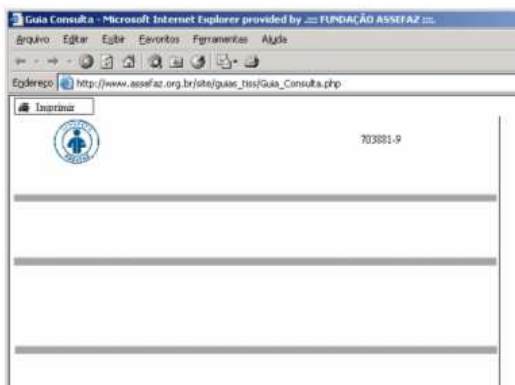 Guia Consulta - Microsoft Internet Explorer provided by .::: FUNDAÇÃO ASSEFAZ :::.
Arquivo Editar Exibir Favoritos Ferramentas Ajuda
Endereço http://www.assefaz.org.br/site/guias_tiss/Guia_Consulta.php
Imprimir
703881-9
ASSEFAZ